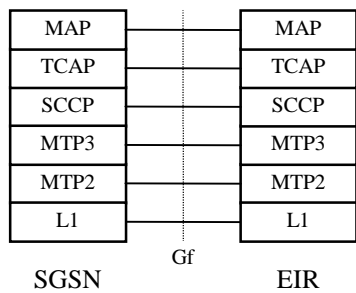 MAP MAP
TCAP TCAP
SCCP SCCP
MTP3 MTP3
MTP2 MTP2
L1 L1
Gf
SGSN EIR